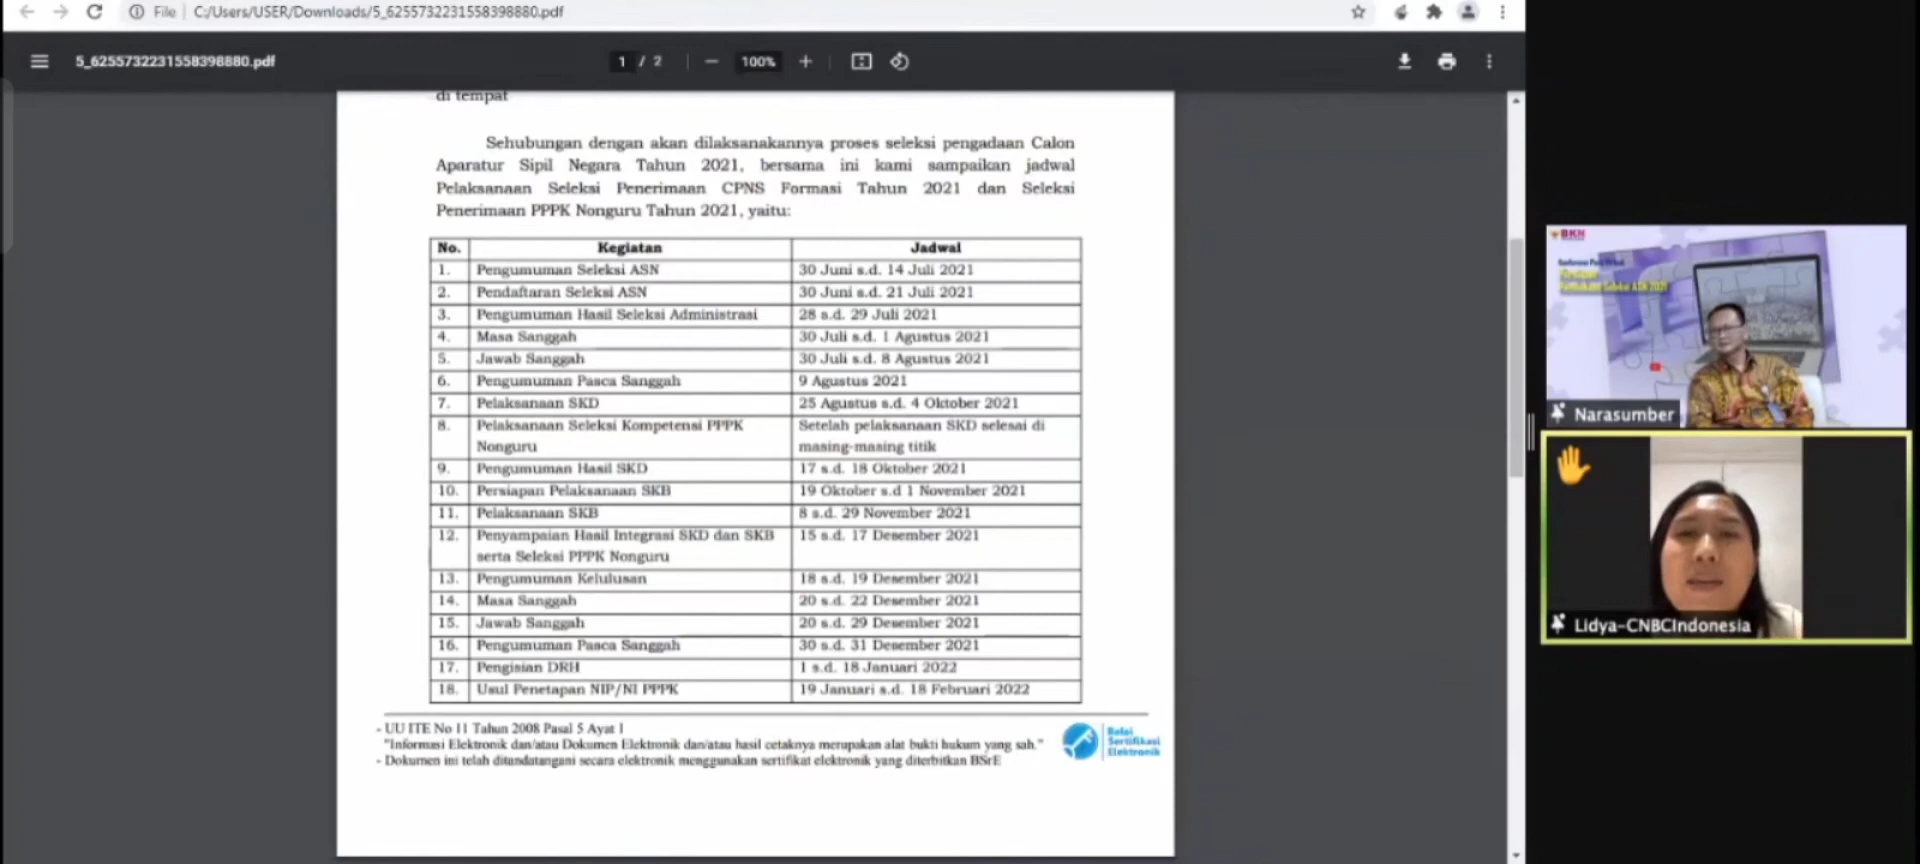 File C:/Users/USER/Downloads/5_6255732231558398880.pdf
5_6255732231558398880.pdf
1 / 2
100%
di tempat
Sehubungan dengan akan dilaksanakannya proses seleksi pengadaan Calon
Aparatur Sipil Negara Tahun 2021, bersama ini kami sampaikan jadwal
Pelaksanaan Seleksi Penerimaan CPNS Formasi Tahun 2021 dan Seleksi
Penerimaan PPPK Nonguru Tahun 2021, yaitu:
No. Kegiatan Jadwal
1. Pengumuman Seleksi ASN 30 Juni s.d. 14 Juli 2021
2. Pendaftaran Seleksi ASN 30 Juni s.d. 21 Juli 2021
3. Pengumuman Hasil Seleksi Administrasi 28 s.d. 29 Juli 2021
4. Masa Sanggah 30 Juli s.d. 1 Agustus 2021
5. Jawab Sanggah 30 Juli s.d. 8 Agustus 2021
6. Pengumuman Pasca Sanggah 9 Agustus 2021
7. Pelaksanaan SKD 25 Agustus s.d. 4 Oktober 2021
8. Pelaksanaan Seleksi Kompetensi PPPK Setelah pelaksanaan SKD selesai di
Nonguru masing-masing titik
9. Pengumuman Hasil SKD 17 s.d. 18 Oktober 2021
10. Persiapan Pelaksanaan SKB 19 Oktober s.d 1 November 2021
11. Pelaksanaan SKB 8 s.d. 29 November 2021
12. Penyampaian Hasil Integrasi SKD dan SKB 15 s.d. 17 Desember 2021
serta Seleksi PPPK Nonguru
13. Pengumuman Kelulusan 18 s.d. 19 Desember 2021
14. Masa Sanggah 20 s.d. 22 Desember 2021
15. Jawab Sanggah 20 s.d. 29 Desember 2021
16. Pengumuman Pasca Sanggah 30 s.d. 31 Desember 2021
17. Pengisian DRH 1 s.d. 18 Januari 2022
18. Usul Penetapan NIP/NI PPPK 19 Januari s.d. 18 Februari 2022
- UU ITE No 11 Tahun 2008 Pasal 5 Ayat 1
"Informasi Elektronik dan/atau Dokumen Elektronik dan/atau hasil cetaknya merupakan alat bukti hukum yang sah."
- Dokumen ini telah ditandatangani secara elektronik menggunakan sertifikat elektronik yang diterbitkan BSrE
Balai
Sertifikasi
Elektronik
BKN
Konferensi Pers Virtual
Pembukaan Seleksi ASN 2021
Narasumber
Lidya-CNBCIndonesia